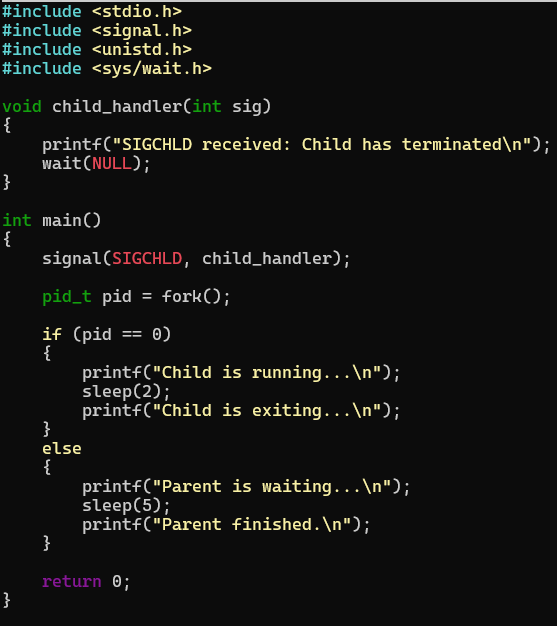 #include <stdio.h>
#include <signal.h>
#include <unistd.h>
#include <sys/wait.h>

void child_handler(int sig)
{
    printf("SIGCHLD received: Child has terminated\n");
    wait(NULL);
}

int main()
{
    signal(SIGCHLD, child_handler);

    pid_t pid = fork();

    if (pid == 0)
    {
        printf("Child is running...\n");
        sleep(2);
        printf("Child is exiting...\n");
    }
    else
    {
        printf("Parent is waiting...\n");
        sleep(5);
        printf("Parent finished.\n");
    }

    return 0;
}